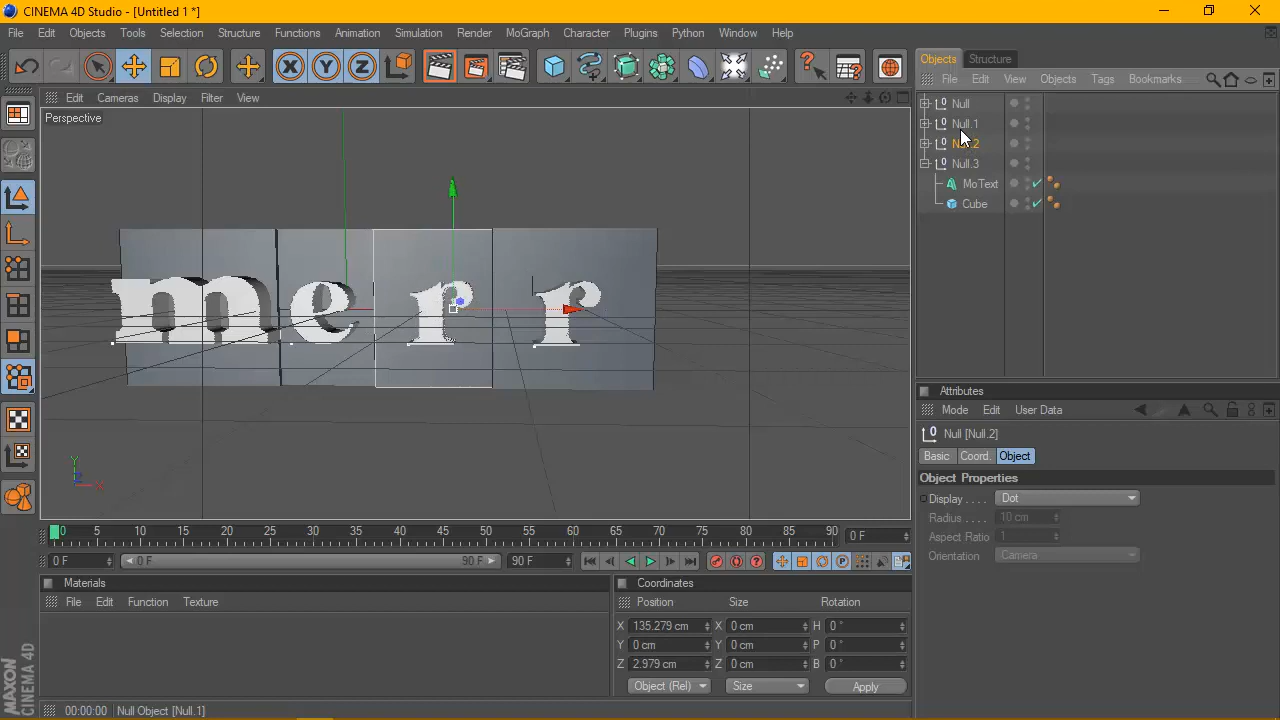 CINEMA 4D Studio - [Untitled 1 *]
File Edit Objects Tools Selection Structure Functions Animation Simulation Render MoGraph Character Plugins Python Window Help
Objects Structure
File Edit View Objects Tags Bookmarks
Edit Cameras Display Filter View
Perspective
Null
Null.1
Null.2
Null.3
MoText
Cube
m e r r
Y
X
Attributes
Mode Edit User Data
Null [Null.2]
Basic Coord. Object
Object Properties
Display . . . . Dot
Radius . . . . 10 cm
Aspect Ratio 1
Orientation Camera
0 5 10 15 20 25 30 35 40 45 50 55 60 65 70 75 80 85 90 0 F
0 F 0 F 90 F 90 F
Materials
File Edit Function Texture
Coordinates
Position Size Rotation
X 135.279 cm X 0 cm H 0 °
Y 0 cm Y 0 cm P 0 °
Z 2.979 cm Z 0 cm B 0 °
Object (Rel) Size Apply
MAXON
CINEMA 4D
00:00:00 Null Object [Null.1]